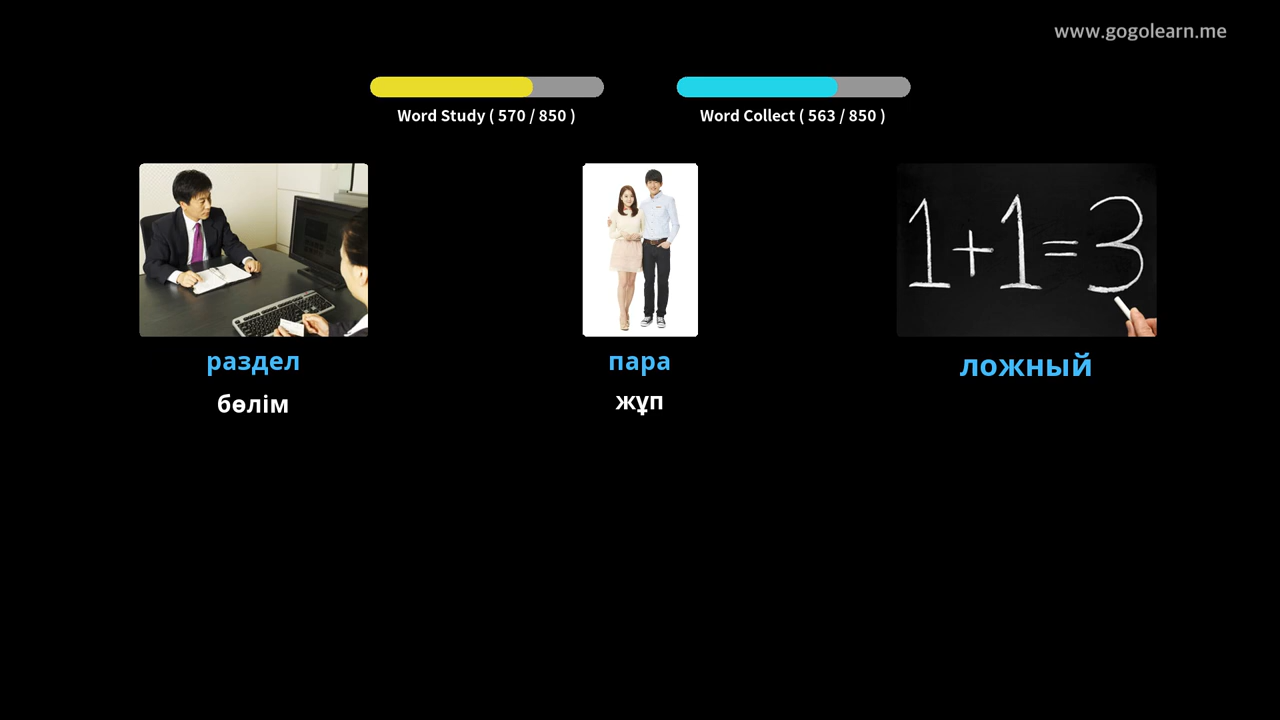 www.gogolearn.me
Word Study ( 570 / 850 )
Word Collect ( 563 / 850 )
1+1=3
раздел
пара
ложный
бөлім
жұп